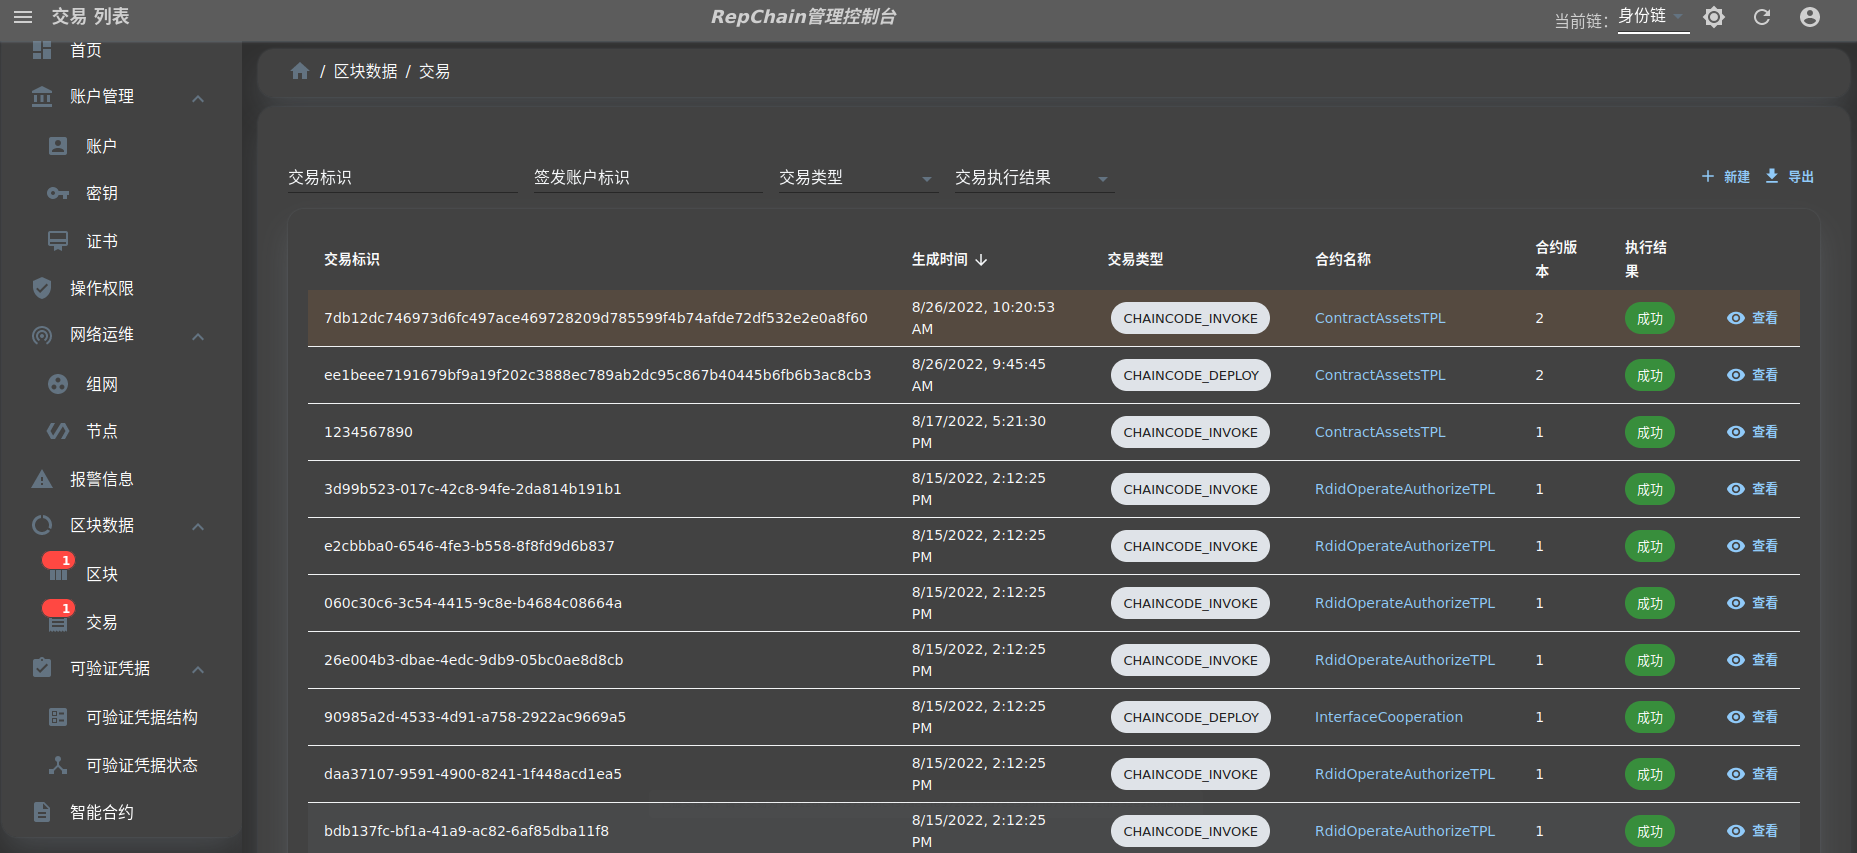 交易 列表
RepChain管理控制台
当前链: 身份链
首页
账户管理
账户
密钥
证书
操作权限
网络运维
组网
节点
报警信息
区块数据
1
区块
1
交易
可验证凭据
可验证凭据结构
可验证凭据状态
智能合约
/ 区块数据 / 交易
交易标识 签发账户标识 交易类型 交易执行结果 新建 导出
交易标识 生成时间 交易类型 合约名称 合约版本 执行结果
7db12dc746973d6fc497ace469728209d785599f4b74afde72df532e2e0a8f60 8/26/2022, 10:20:53 AM CHAINCODE_INVOKE ContractAssetsTPL 2 成功 查看
ee1beee7191679bf9a19f202c3888ec789ab2dc95c867b40445b6fb6b3ac8cb3 8/26/2022, 9:45:45 AM CHAINCODE_DEPLOY ContractAssetsTPL 2 成功 查看
1234567890 8/17/2022, 5:21:30 PM CHAINCODE_INVOKE ContractAssetsTPL 1 成功 查看
3d99b523-017c-42c8-94fe-2da814b191b1 8/15/2022, 2:12:25 PM CHAINCODE_INVOKE RdidOperateAuthorizeTPL 1 成功 查看
e2cbbba0-6546-4fe3-b558-8f8fd9d6b837 8/15/2022, 2:12:25 PM CHAINCODE_INVOKE RdidOperateAuthorizeTPL 1 成功 查看
060c30c6-3c54-4415-9c8e-b4684c08664a 8/15/2022, 2:12:25 PM CHAINCODE_INVOKE RdidOperateAuthorizeTPL 1 成功 查看
26e004b3-dbae-4edc-9db9-05bc0ae8d8cb 8/15/2022, 2:12:25 PM CHAINCODE_INVOKE RdidOperateAuthorizeTPL 1 成功 查看
90985a2d-4533-4d91-a758-2922ac9669a5 8/15/2022, 2:12:25 PM CHAINCODE_DEPLOY InterfaceCooperation 1 成功 查看
daa37107-9591-4900-8241-1f448acd1ea5 8/15/2022, 2:12:25 PM CHAINCODE_INVOKE RdidOperateAuthorizeTPL 1 成功 查看
bdb137fc-bf1a-41a9-ac82-6af85dba11f8 8/15/2022, 2:12:25 PM CHAINCODE_INVOKE RdidOperateAuthorizeTPL 1 成功 查看